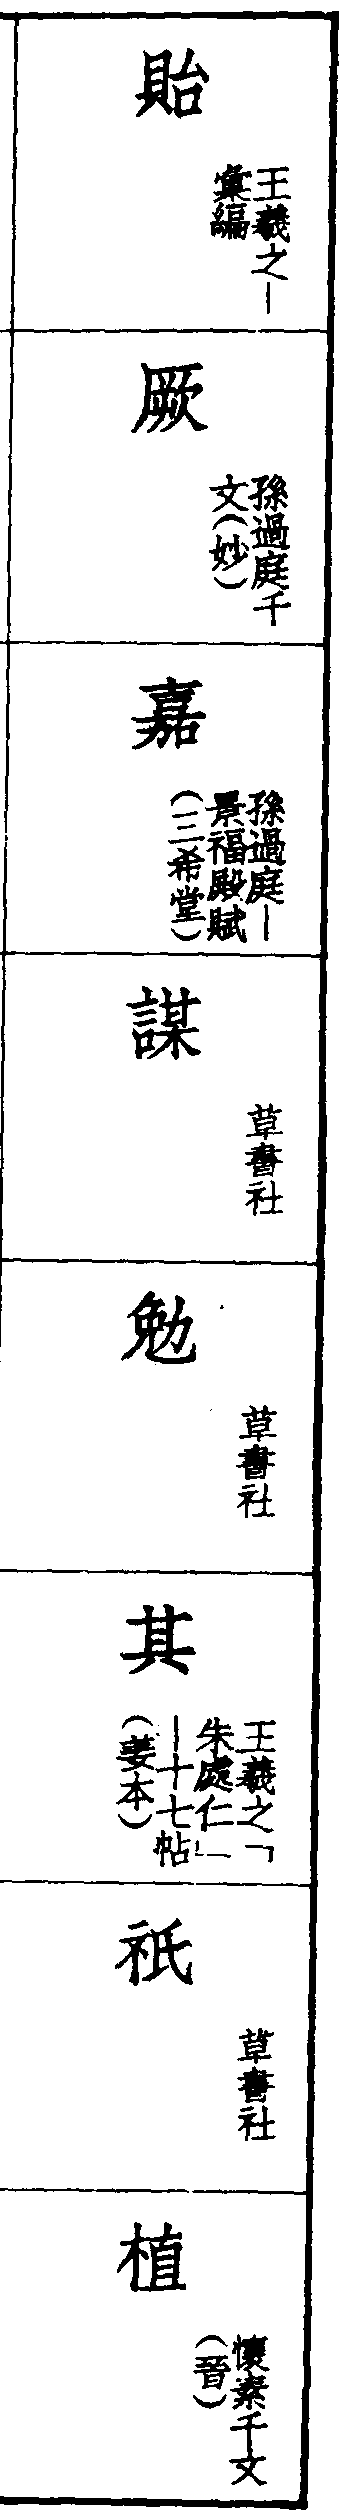 貽
王羲之—
彙編
厥
孫過庭千
文(妙)
嘉
孫過庭—
景福殿賦
(三希堂)
謀
草書社
勉
草書社
其
王羲之「
朱處仁」
—十七帖
(姜本)
祇
草書社
植
懷素千文
(晉)